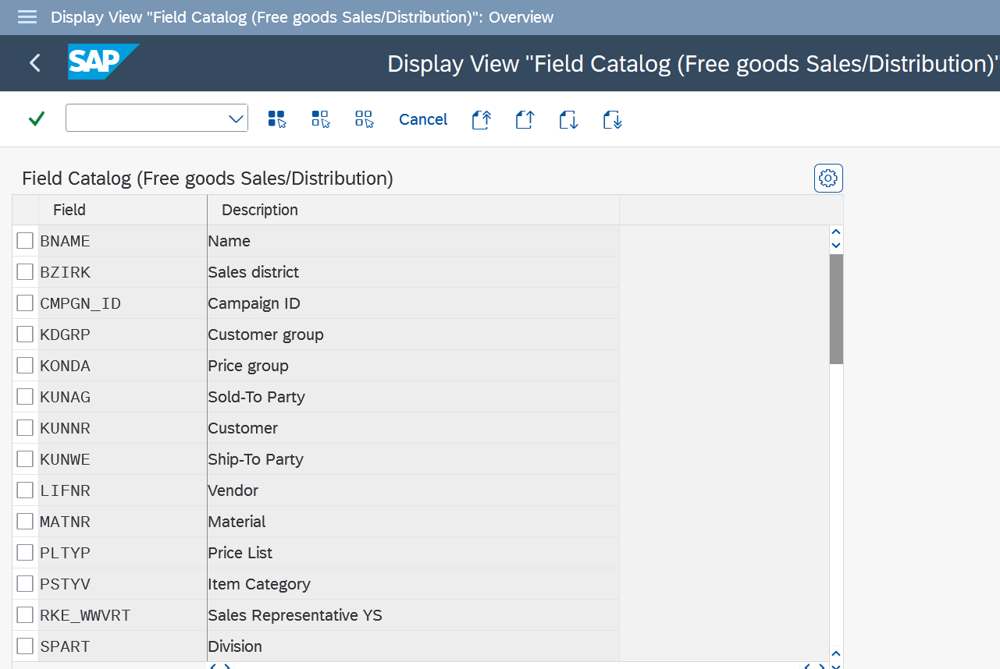 Display View "Field Catalog (Free goods Sales/Distribution)": Overview
SAP
Display View "Field Catalog (Free goods Sales/Distribution)"
Cancel
Field Catalog (Free goods Sales/Distribution)
Field Description
BNAME Name
BZIRK Sales district
CMPGN_ID Campaign ID
KDGRP Customer group
KONDA Price group
KUNAG Sold-To Party
KUNNR Customer
KUNWE Ship-To Party
LIFNR Vendor
MATNR Material
PLTYP Price List
PSTYV Item Category
RKE_WWVRT Sales Representative YS
SPART Division